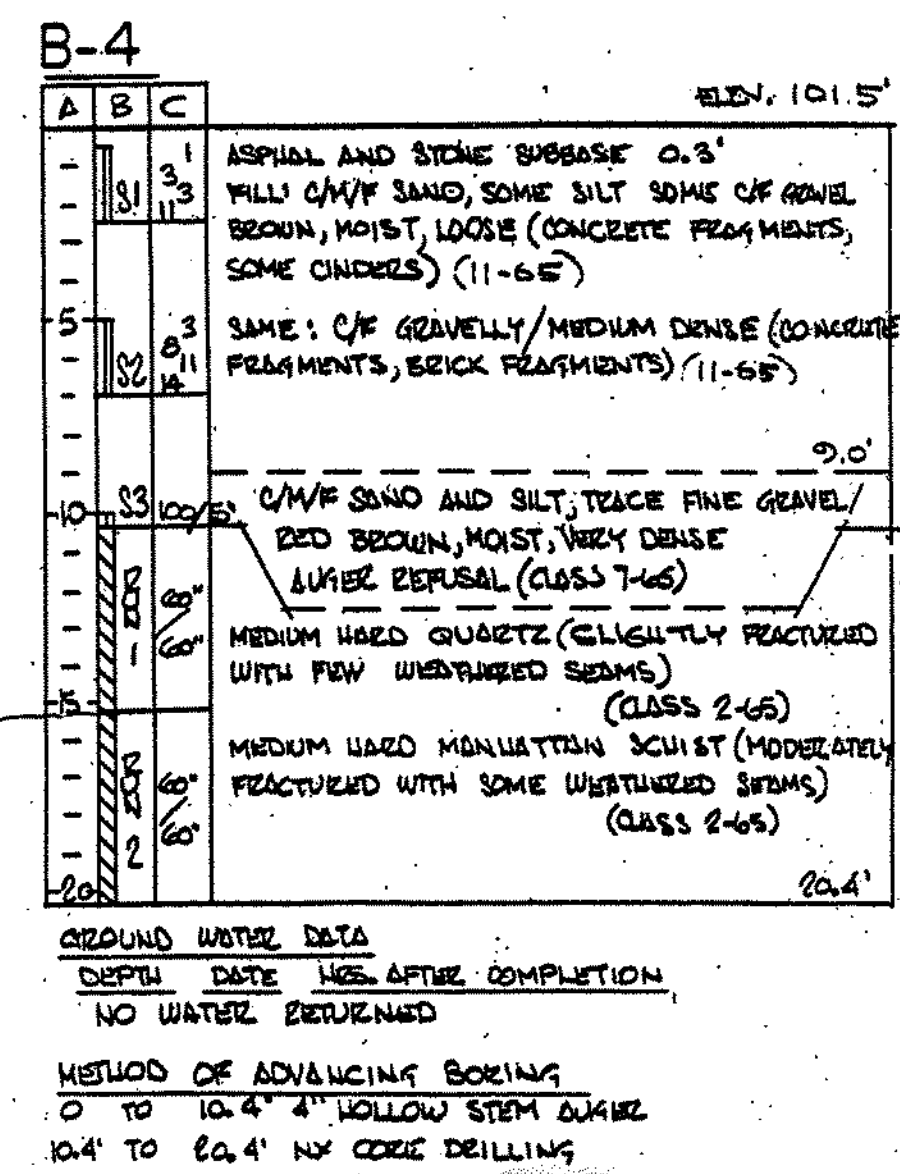 B-4
A B C
ELEV. 101.5'
ASPHAL AND STONE SUBBASE 0.3'
FILL: C/M/F SAND, SOME SILT SOME C/F GRAVEL
BROWN, MOIST, LOOSE (CONCRETE FRAGMENTS,
SOME CINDERS) (11-65)
S1
1
3
3
11
5
SAME: C/F GRAVELLY/MEDIUM DENSE (CONCRETE
FRAGMENTS, BRICK FRAGMENTS) (11-65)
S2
3
8
11
14
9.0'
10
S3
100/5"
C/M/F SAND AND SILT, TRACE FINE GRAVEL/
RED BROWN, MOIST, VERY DENSE
AUGER REFUSAL (CLASS 7-65)
RUN 1
60"/60"
MEDIUM HARD QUARTZ (SLIGHTLY FRACTURED
WITH FEW WEATHERED SEAMS)
(CLASS 2-65)
15
MEDIUM HARD MANHATTAN SCHIST (MODERATELY
FRACTURED WITH SOME WEATHERED SEAMS)
(CLASS 2-65)
RUN 2
60"/60"
20
20.4'
GROUND WATER DATA
DEPTH DATE HRS. AFTER COMPLETION
NO WATER RETURNED
METHOD OF ADVANCING BORING
0 TO 10.4' 4" HOLLOW STEM AUGER
10.4' TO 20.4' NX CORE DRILLING